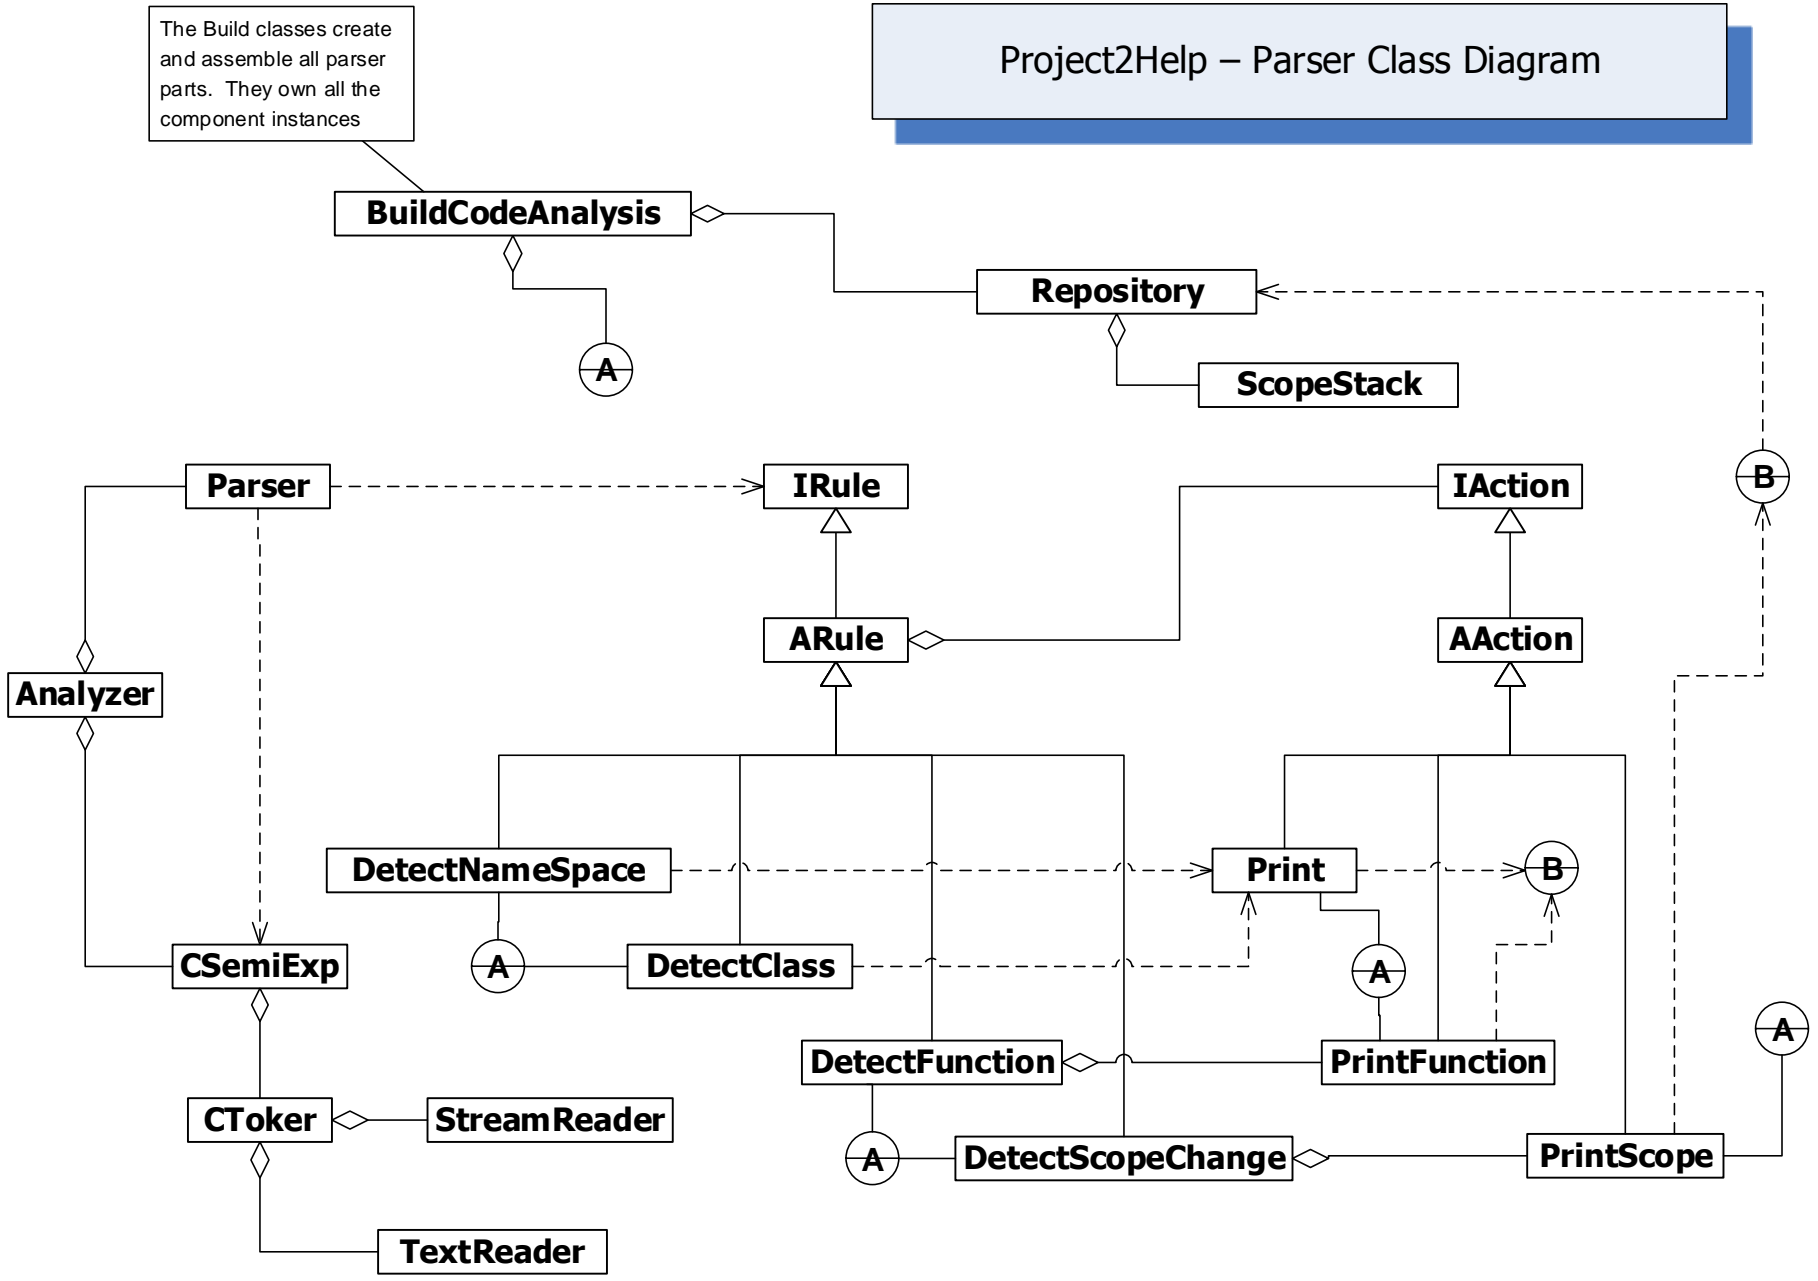 The Build classes create
and assemble all parser
parts.  They own all the
component instances
Project2Help – Parser Class Diagram
BuildCodeAnalysis
Repository
A
ScopeStack
Parser
IRule
IAction
B
ARule
AAction
Analyzer
DetectNameSpace
Print
B
CSemiExp
A
DetectClass
A
A
DetectFunction
PrintFunction
CToker
StreamReader
A
DetectScopeChange
PrintScope
TextReader